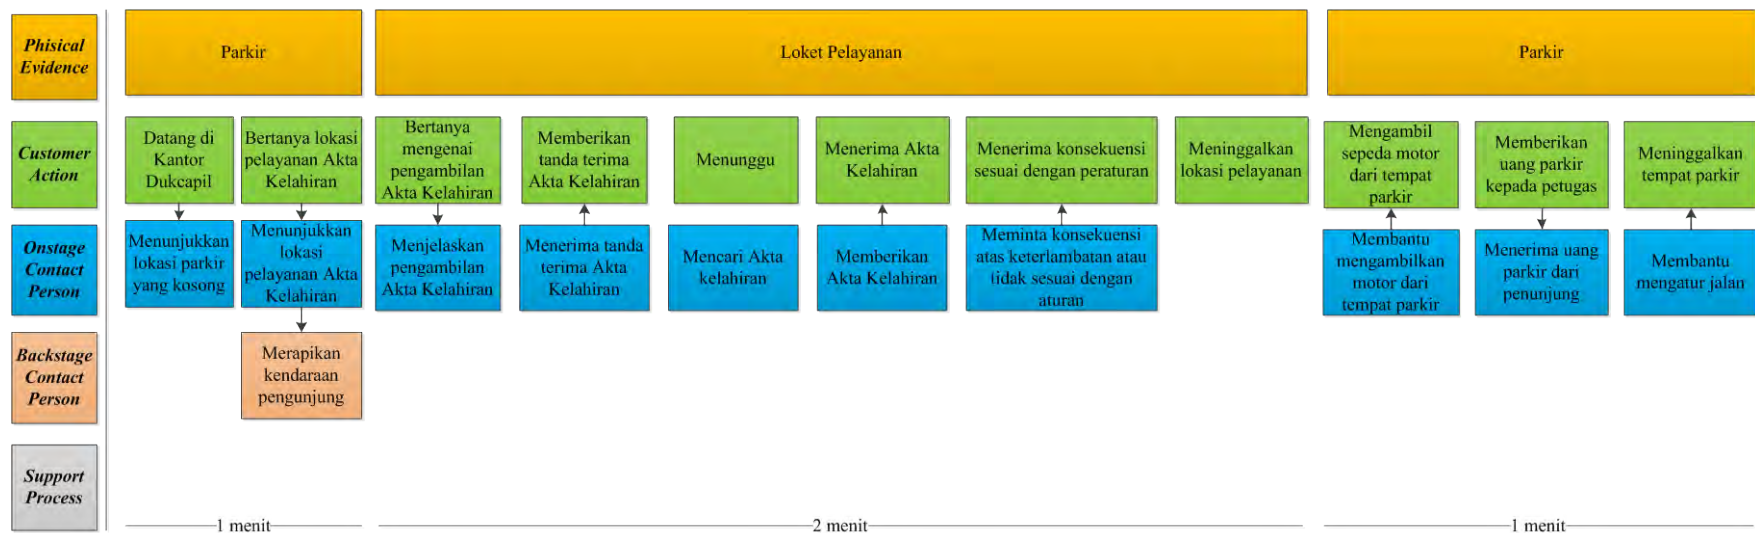 Phisical
Evidence
Parkir
Loket Pelayanan
Parkir
Customer
Action
Datang di
Kantor
Dukcapil
Bertanya lokasi
pelayanan Akta
Kelahiran
Bertanya
mengenai
pengambilan
Akta Kelahiran
Memberikan
tanda terima
Akta Kelahiran
Menunggu
Menerima Akta
Kelahiran
Menerima konsekuensi
sesuai dengan peraturan
Meninggalkan
lokasi pelayanan
Mengambil
sepeda motor
dari tempat
parkir
Memberikan
uang parkir
kepada petugas
Meninggalkan
tempat parkir
Onstage
Contact
Person
Menunjukkan
lokasi parkir
yang kosong
Menunjukkan
lokasi
pelayanan Akta
Kelahiran
Menjelaskan
pengambilan
Akta Kelahiran
Menerima tanda
terima Akta
Kelahiran
Mencari Akta
kelahiran
Memberikan
Akta Kelahiran
Meminta konsekuensi
atas keterlambatan atau
tidak sesuai dengan
aturan
Membantu
mengambilkan
motor dari
tempat parkir
Menerima uang
parkir dari
penunjung
Membantu
mengatur jalan
Backstage
Contact
Person
Merapikan
kendaraan
pengunjung
Support
Process
1 menit
2 menit
1 menit